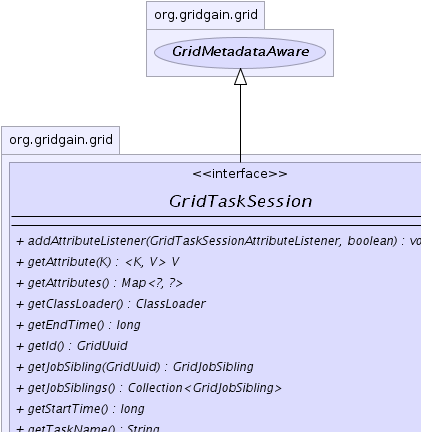 org.gridgain.grid
GridMetadataAware
org.gridgain.grid
<<interface>>
GridTaskSession
+ addAttributeListener(GridTaskSessionAttributeListener, boolean) : vo
+ getAttribute(K) : <K, V> V
+ getAttributes() : Map<?, ?>
+ getClassLoader() : ClassLoader
+ getEndTime() : long
+ getId() : GridUuid
+ getJobSibling(GridUuid) : GridJobSibling
+ getJobSiblings() : Collection<GridJobSibling>
+ getStartTime() : long
+ getTaskName() : String